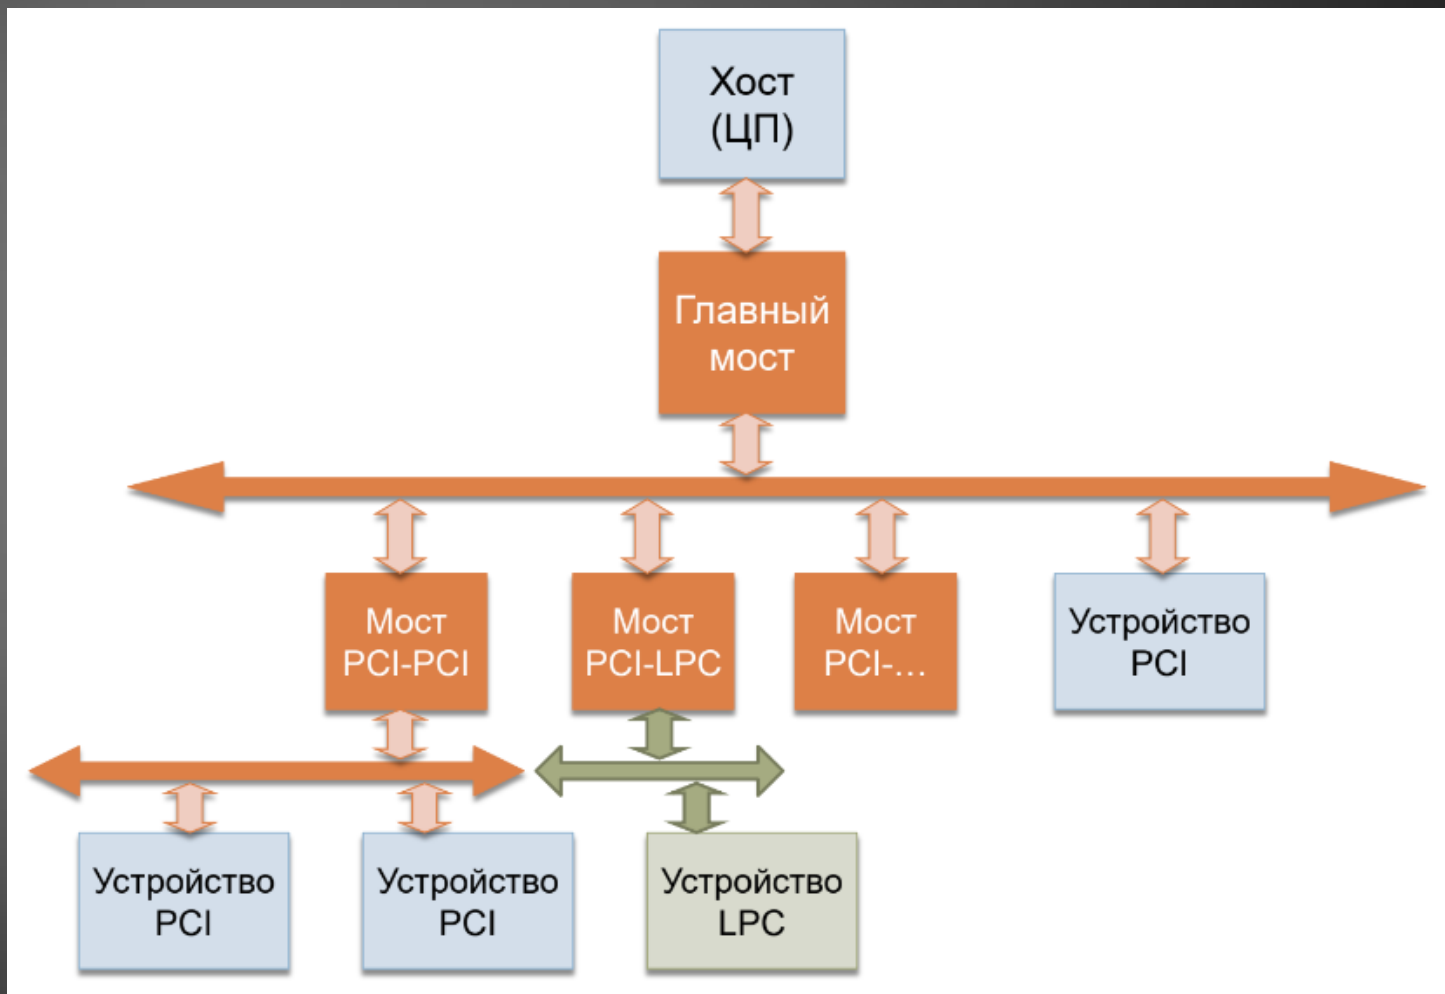 Хост
(ЦП)
Главный
мост
Мост
PCI-PCI
Мост
PCI-LPC
Мост
PCI-...
Устройство
PCI
Устройство
PCI
Устройство
PCI
Устройство
LPC